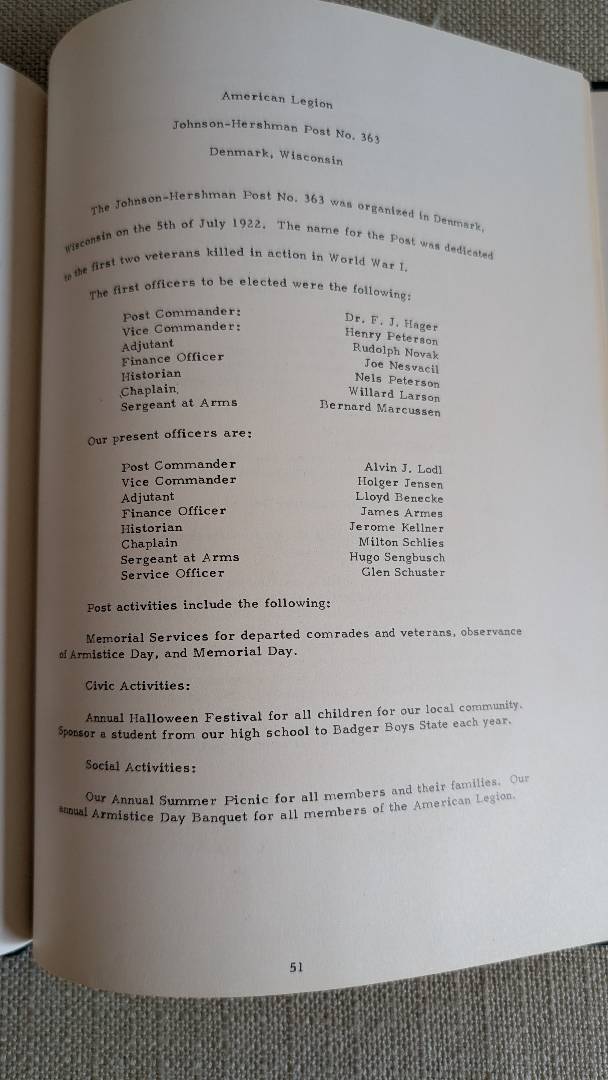 American Legion
Johnson-Hershman Post No. 363
Denmark, Wisconsin
The Johnson-Hershman Post No. 363 was organized in Denmark,
Wisconsin on the 5th of July 1922. The name for the Post was dedicated
to the first two veterans killed in action in World War I.
The first officers to be elected were the following:
Post Commander: Dr. F. J. Hager
Vice Commander: Henry Peterson
Adjutant Rudolph Novak
Finance Officer Joe Nesvacil
Historian Nels Peterson
Chaplain Willard Larson
Sergeant at Arms Bernard Marcussen
Our present officers are:
Post Commander Alvin J. Lodl
Vice Commander Holger Jensen
Adjutant Lloyd Benecke
Finance Officer James Armes
Historian Jerome Kellner
Chaplain Milton Schlies
Sergeant at Arms Hugo Sengbusch
Service Officer Glen Schuster
Post activities include the following:
Memorial Services for departed comrades and veterans, observance
of Armistice Day, and Memorial Day.
Civic Activities:
Annual Halloween Festival for all children for our local community.
Sponsor a student from our high school to Badger Boys State each year.
Social Activities:
Our Annual Summer Picnic for all members and their families. Our
annual Armistice Day Banquet for all members of the American Legion.
51